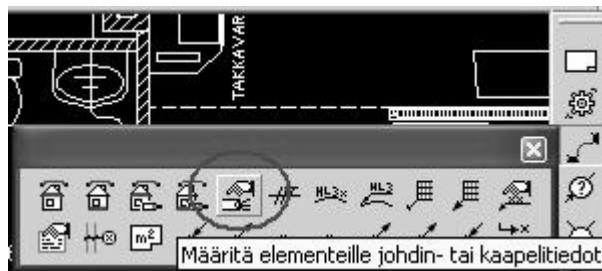 TAKKAVAR
HL3x
HL3
m²
Määritä elementeille johdin- tai kaapelitiedot